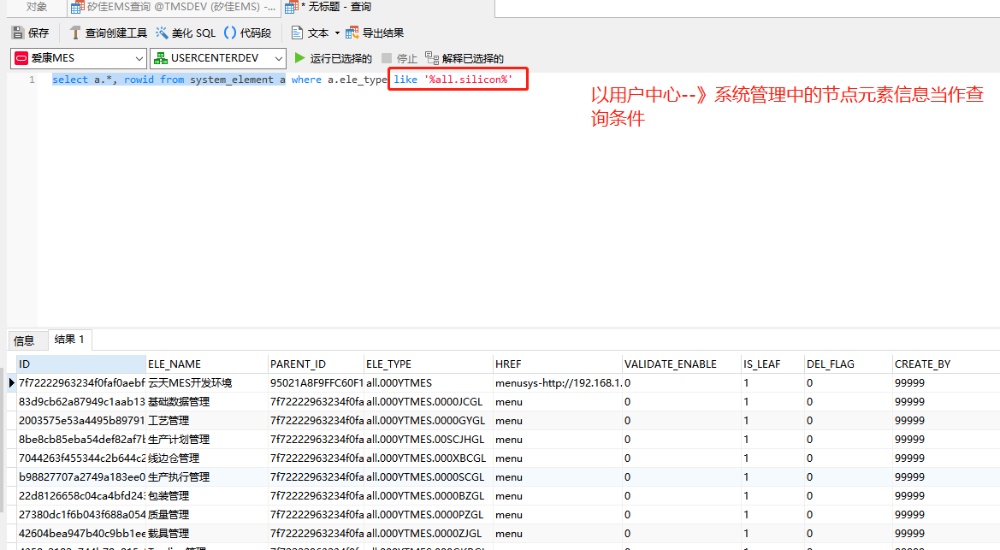 对象 矽佳EMS查询 @TMSDEV (矽佳EMS) -... * 无标题 - 查询
保存 查询创建工具 美化 SQL () 代码段 文本 导出结果
爱康MES USERCENTERDEV 运行已选择的 停止 解释已选择的
1 select a.*, rowid from system_element a where a.ele_type like '%all.silicon%'
以用户中心--》系统管理中的节点元素信息当作查
询条件
信息 结果 1
ID ELE_NAME PARENT_ID ELE_TYPE HREF VALIDATE_ENABLE IS_LEAF DEL_FLAG CREATE_BY
7f72222963234f0faf0aebf 云天MES开发环境 95021A8F9FFC60F1 all.000YTMES menusys-http://192.168.1. 0 1 0 99999
83d9cb62a87949c1aab13 基础数据管理 7f72222963234f0fa all.000YTMES.0000JCGL menu 0 1 0 99999
2003575e53a4495b89791 工艺管理 7f72222963234f0fa all.000YTMES.0000GYGL menu 0 1 0 99999
8be8cb85eba54def82af7 生产计划管理 7f72222963234f0fa all.000YTMES.00SCJHGL menu 0 1 0 99999
7044263f455344c2b644c2 线边仓管理 7f72222963234f0fa all.000YTMES.000XBCGL menu 0 1 0 99999
b98827707a2749a183ee0 生产执行管理 7f72222963234f0fa all.000YTMES.0000SCGL menu 0 1 0 99999
22d8126658c04ca4bfd243 包装管理 7f72222963234f0fa all.000YTMES.0000BZGL menu 0 1 0 99999
27380dc1f6b043f688a054 质量管理 7f72222963234f0fa all.000YTMES.0000PZGL menu 0 1 0 99999
42604bea947b40c9bb1ee 载具管理 7f72222963234f0fa all.000YTMES.0000ZJGL menu 0 1 0 99999